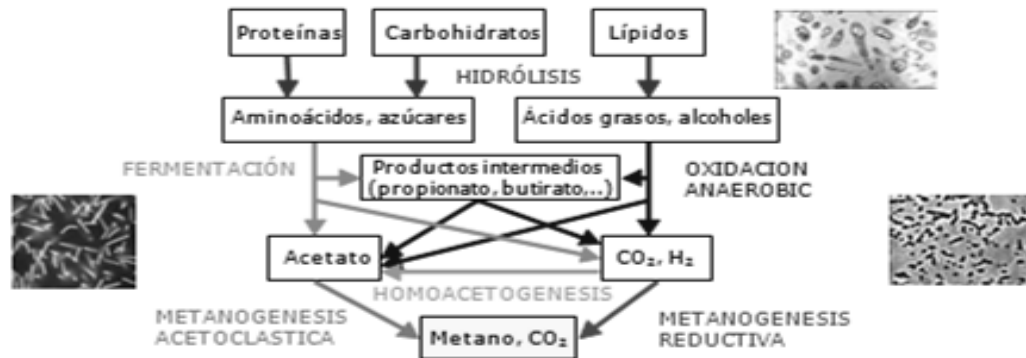 Proteínas
Carbohidratos
Lípidos
HIDRÓLISIS
Aminoácidos, azúcares
Ácidos grasos, alcoholes
FERMENTACIÓN
Productos intermedios
(propionato, butirato,..)
OXIDACION
ANAEROBIC
Acetato
CO₂, H₂
HOMOACETOGENESIS
METANOGENESIS
ACETOCLASTICA
Metano, CO₂
METANOGENESIS
REDUCTIVA